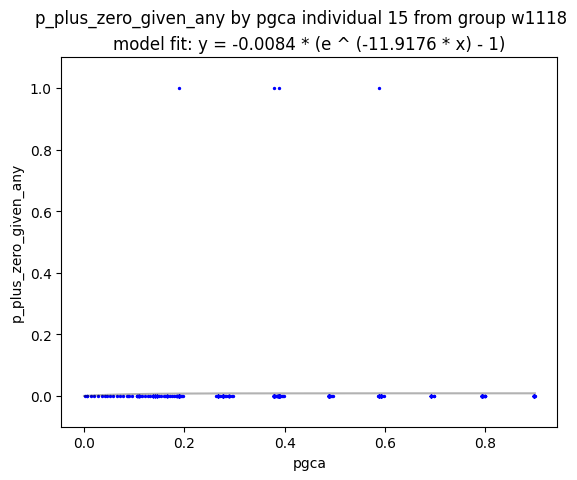 p_plus_zero_given_any by pgca individual 15 from group w1118
model fit: y = -0.0084 * (e ^ (-11.9176 * x) - 1)
1.0
0.8
0.6
0.4
0.2
0.0
p_plus_zero_given_any
0.0 0.2 0.4 0.6 0.8
pgca